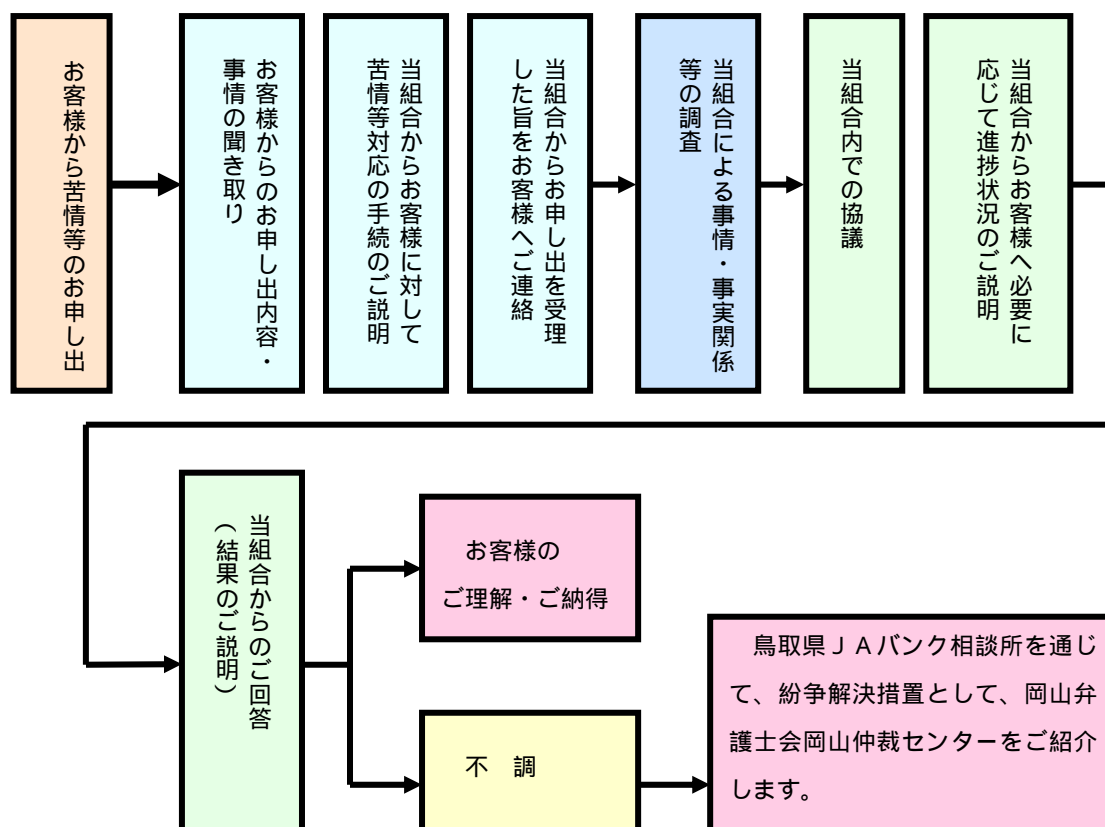 お客様から苦情等のお申し出
お客様からのお申し出内容・
事情の聞き取り
当組合からお客様に対して
苦情等対応の手続のご説明
当組合からお申し出を受理
した旨をお客様へご連絡
当組合による事情・事実関係
等の調査
当組合内での協議
当組合からお客様へ必要に
応じて進捗状況のご説明
当組合からのご回答
（結果のご説明）
お客様の
ご理解・ご納得
不　調
鳥取県ＪＡバンク相談所を通じ
て、紛争解決措置として、岡山弁
護士会岡山仲裁センターをご紹介
します。